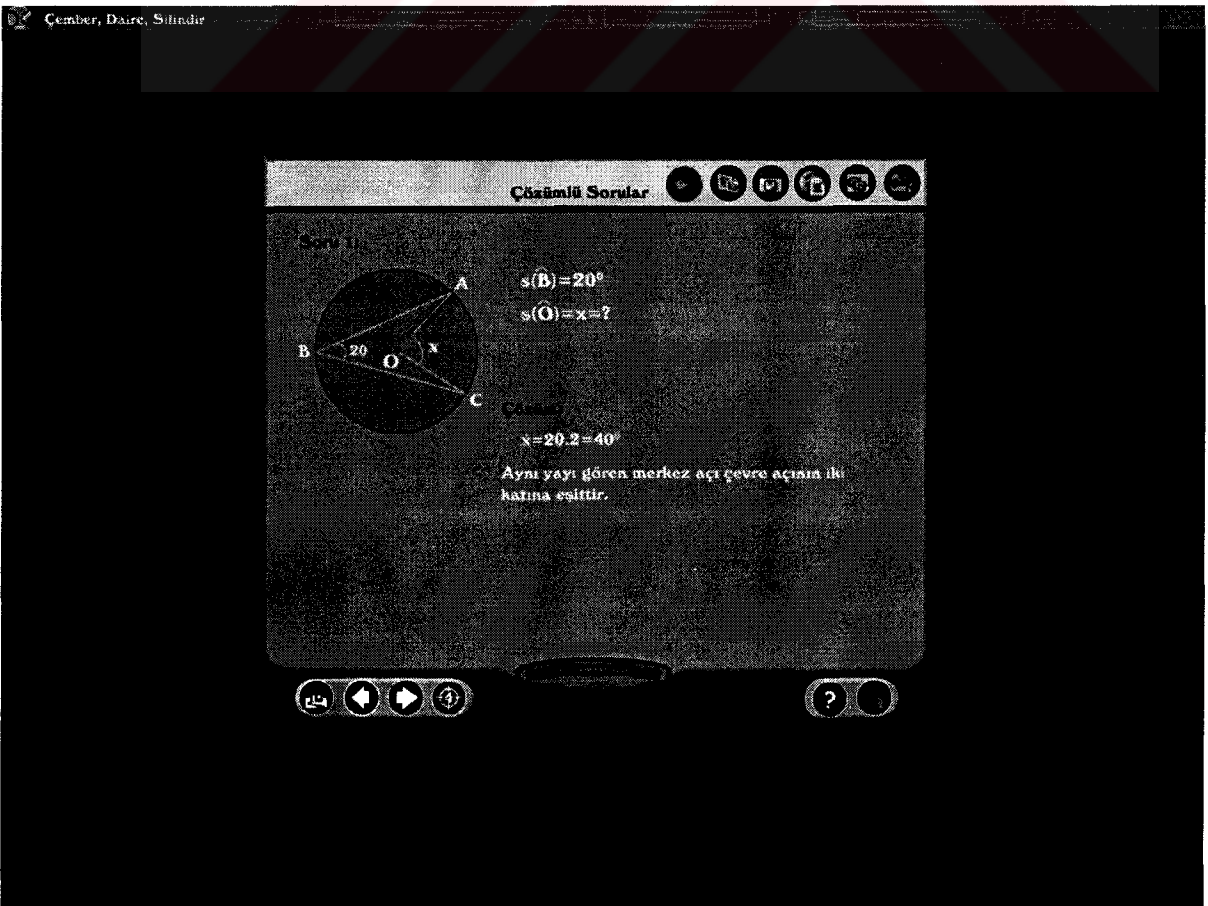 Çember, Daire, Silindir
Çözümlü Sorular
Soru 1:
A
s(B̂)=20°
s(Ô)=x=?
B
20
O
x
C
Çözüm:
x=20.2=40°
Aynı yayı gören merkez açı çevre açının iki
katına eşittir.
?